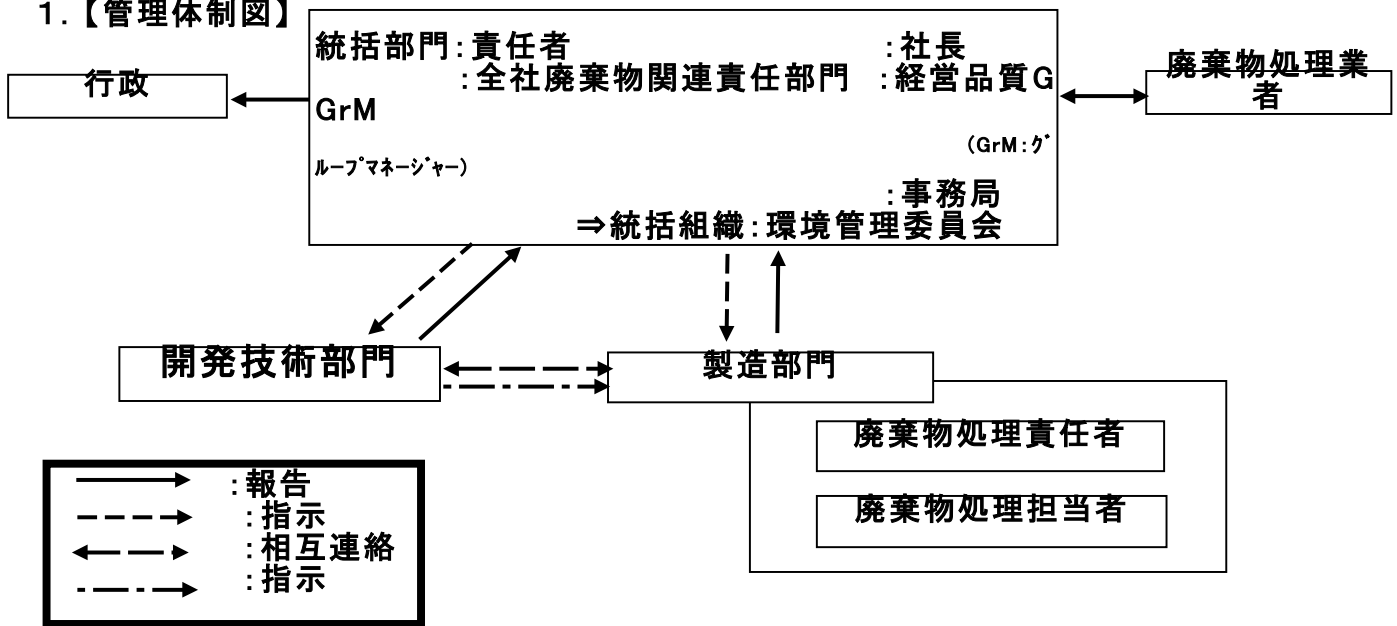 1.【管理体制図】
統括部門:責任者 :社長
:全社廃棄物関連責任部門 :経営品質G
GrM
(GrM:グ
ループマネージャー)
:事務局
⇒統括組織:環境管理委員会
行政
廃棄物処理業
者
開発技術部門
製造部門
廃棄物処理責任者
廃棄物処理担当者
:報告
:指示
:相互連絡
:指示